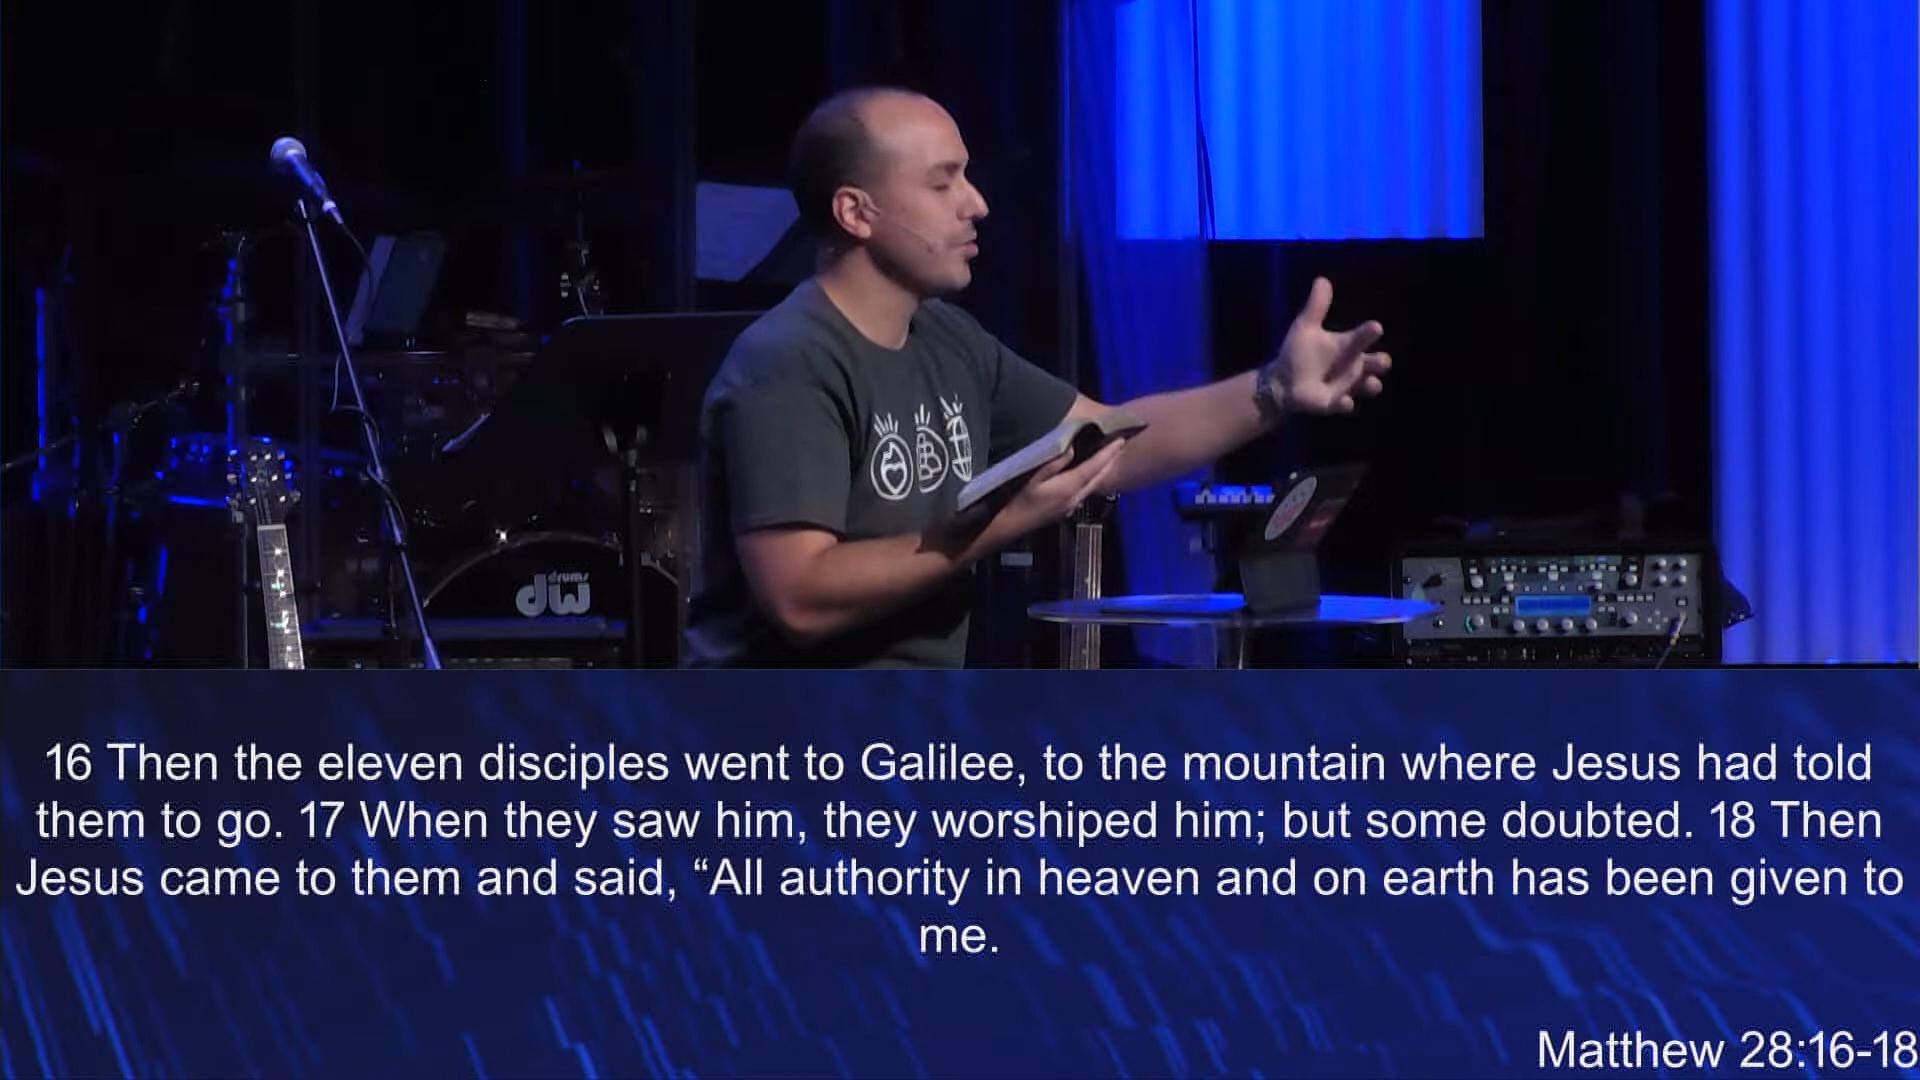 drums
dw
16 Then the eleven disciples went to Galilee, to the mountain where Jesus had told
them to go. 17 When they saw him, they worshiped him; but some doubted. 18 Then
Jesus came to them and said, “All authority in heaven and on earth has been given to
me.
Matthew 28:16-18